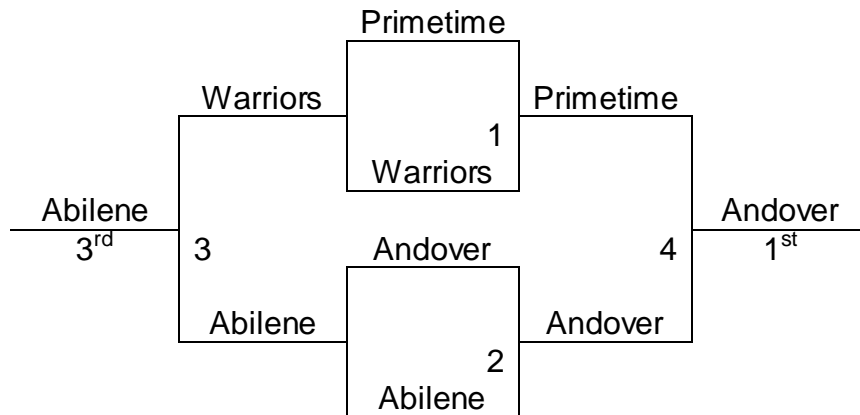 Primetime
Warriors Primetime
1
Warriors
Abilene Andover
3rd 3 Andover 4 1st
Abilene Andover
2
Abilene